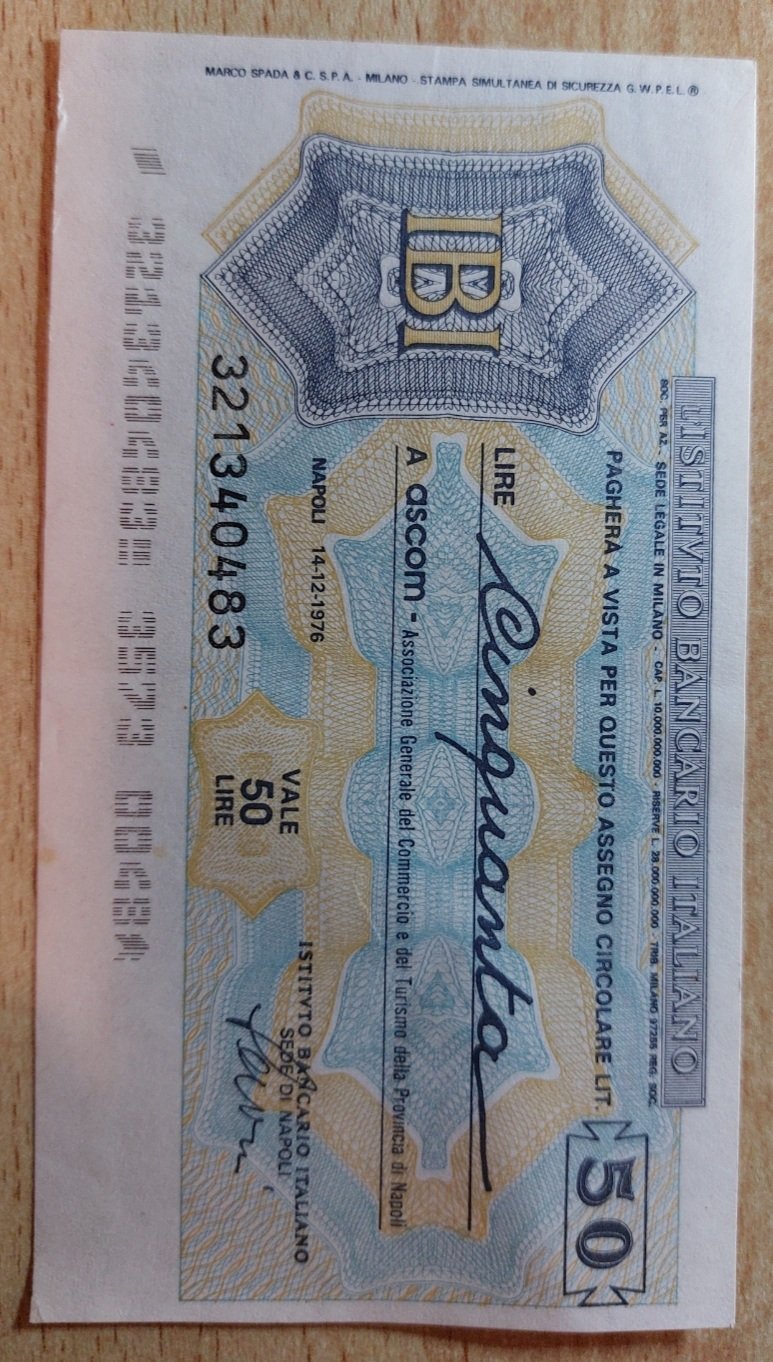 MARCO SPADA & C. S.P.A. - MILANO - STAMPA SIMULTANEA DI SICUREZZA G.W.P.E.L.®
IBI
L'ISTITVTO BANCARIO ITALIANO
SOC. PER AZ. - SEDE LEGALE IN MILANO - CAP. L. 10.000.000.000 - RISERVE L. 28.000.000.000 - TRIB. MILANO REG. SOC.
PAGHERÀ A VISTA PER QUESTO ASSEGNO CIRCOLARE LIT. 50
LIRE Cinquanta
A ascom - Associazione Generale del Commercio e del Turismo della Provincia di Napoli
NAPOLI 14-12-1976
321340483
VALE
50
LIRE
ISTITVTO BANCARIO ITALIANO
SEDE DI NAPOLI